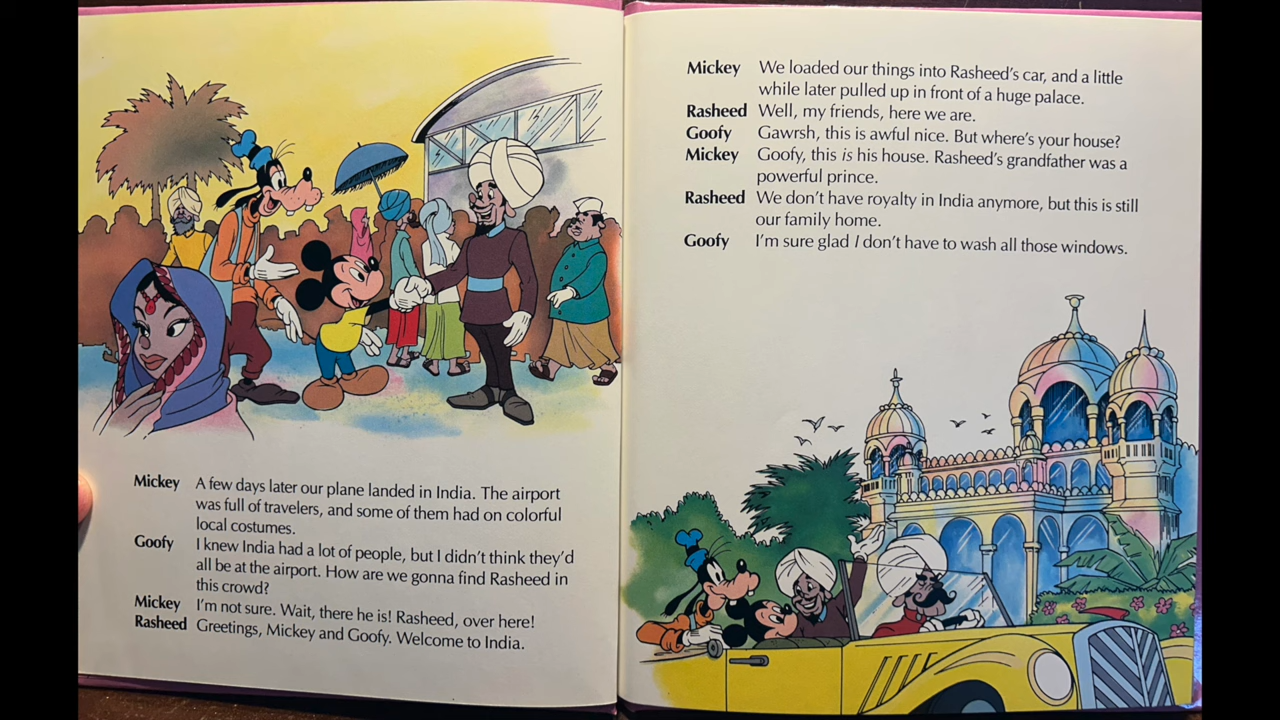 Mickey A few days later our plane landed in India. The airport
was full of travelers, and some of them had on colorful
local costumes.
Goofy I knew India had a lot of people, but I didn't think they'd
all be at the airport. How are we gonna find Rasheed in
this crowd?
Mickey I'm not sure. Wait, there he is! Rasheed, over here!
Rasheed Greetings, Mickey and Goofy. Welcome to India.
Mickey We loaded our things into Rasheed's car, and a little
while later pulled up in front of a huge palace.
Rasheed Well, my friends, here we are.
Goofy Gawrsh, this is awful nice. But where's your house?
Mickey Goofy, this is his house. Rasheed's grandfather was a
powerful prince.
Rasheed We don't have royalty in India anymore, but this is still
our family home.
Goofy I'm sure glad I don't have to wash all those windows.